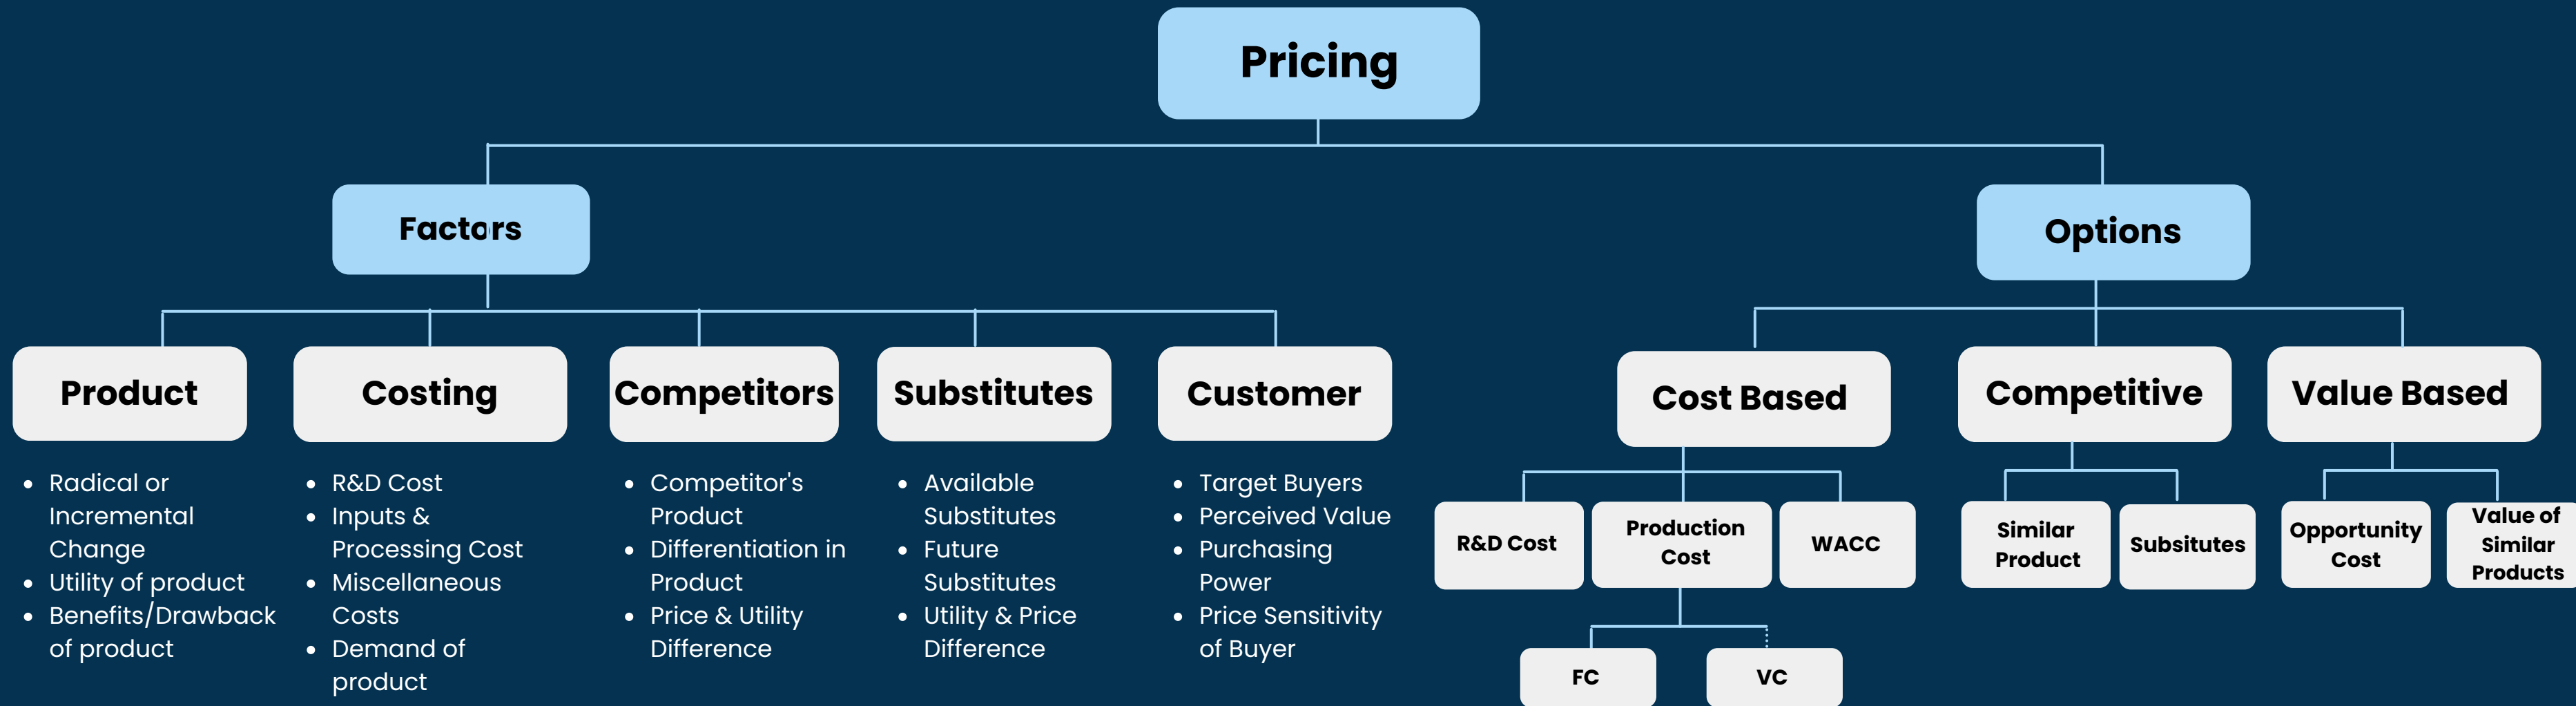 Pricing
Factors
Options
Product
Costing
Competitors
Substitutes
Customer
Cost Based
Competitive
Value Based
• Radical or
Incremental
Change
• Utility of product
• Benefits/Drawback
of product
• R&D Cost
• Inputs &
Processing Cost
• Miscellaneous
Costs
• Demand of
product
• Competitor's
Product
• Differentiation in
Product
• Price & Utility
Difference
• Available
Substitutes
• Future
Substitutes
• Utility & Price
Difference
• Target Buyers
• Perceived Value
• Purchasing
Power
• Price Sensitivity
of Buyer
R&D Cost
Production
Cost
WACC
Similar
Product
Subsitutes
Opportunity
Cost
Value of
Similar
Products
FC
VC